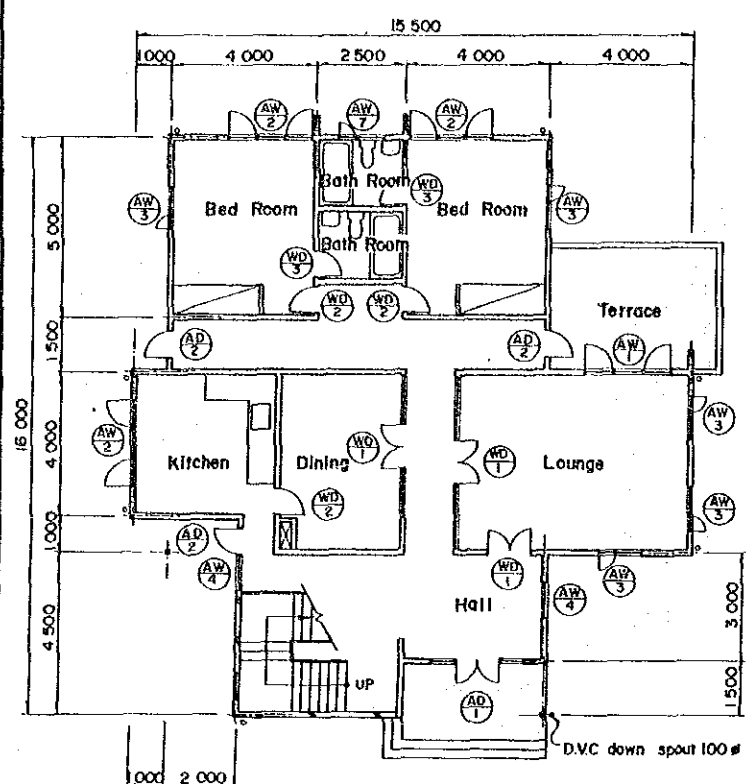 15 500
1000 4 000 2 500 4 000 4 000
AW 2
AW 7
AW 2
AW 3
Bed Room
Bath Room
WD 3
Bed Room
AW 3
5 000
Bath Room
WD 3
WD 2
WD 2
Terrace
AD 2
AD 2
AW 1
1 500
16 000
AW 2
4 000
Kitchen
Dining
WD 1
WD 1
Lounge
AW 3
WD 2
AW 3
1 000
AD 2
AW 4
WD 1
AW 3
Hall
AW 4
3 000
4 500
UP
AD 1
1 500
D.V.C down spout 100 ø
1000 2 000